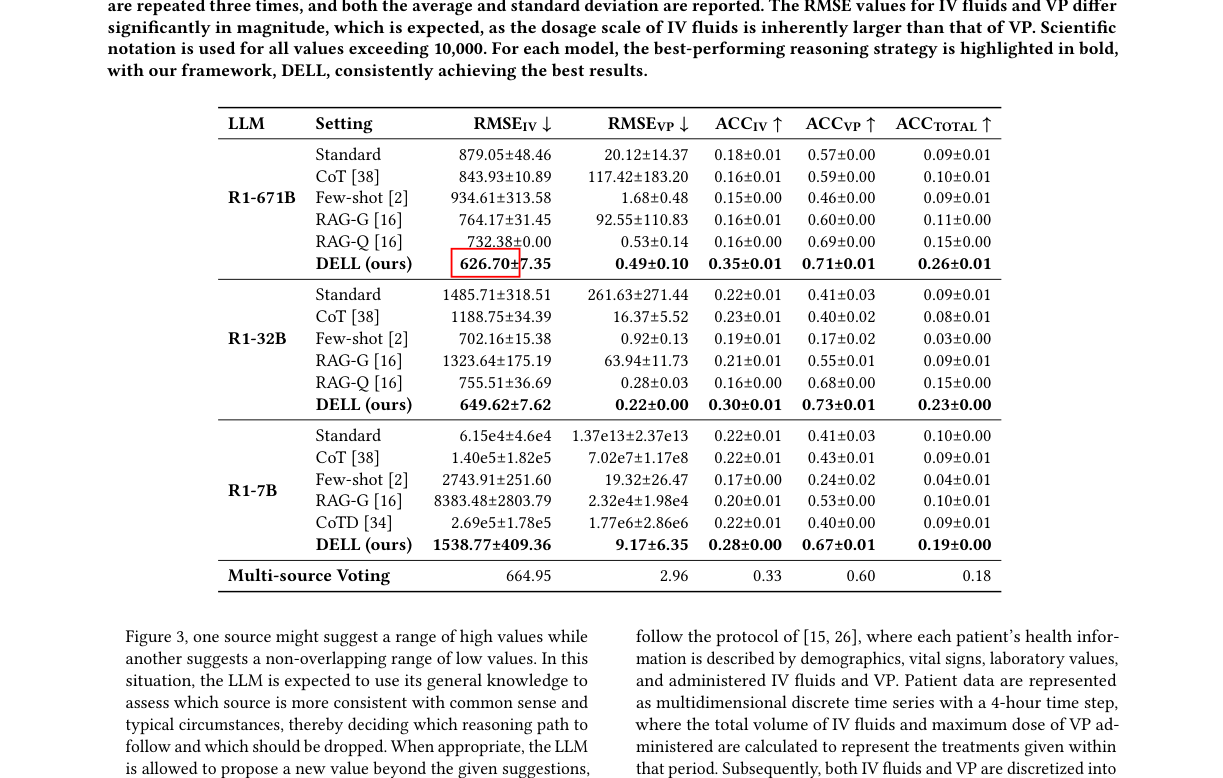 are repeated three times, and both the average and standard deviation are reported. The RMSE values for IV fluids and VP differ
significantly in magnitude, which is expected, as the dosage scale of IV fluids is inherently larger than that of VP. Scientific
notation is used for all values exceeding 10,000. For each model, the best-performing reasoning strategy is highlighted in bold,
with our framework, DELL, consistently achieving the best results.
LLM Setting RMSE_IV ↓ RMSE_VP ↓ ACC_IV ↑ ACC_VP ↑ ACC_TOTAL ↑
Standard 879.05±48.46 20.12±14.37 0.18±0.01 0.57±0.00 0.09±0.01
CoT [38] 843.93±10.89 117.42±183.20 0.16±0.01 0.59±0.00 0.10±0.01
R1-671B Few-shot [2] 934.61±313.58 1.68±0.48 0.15±0.00 0.46±0.00 0.09±0.01
RAG-G [16] 764.17±31.45 92.55±110.83 0.16±0.01 0.60±0.00 0.11±0.00
RAG-Q [16] 732.38±0.00 0.53±0.14 0.16±0.00 0.69±0.00 0.15±0.00
DELL (ours) 626.70±7.35 0.49±0.10 0.35±0.01 0.71±0.01 0.26±0.01
Standard 1485.71±318.51 261.63±271.44 0.22±0.01 0.41±0.03 0.09±0.01
CoT [38] 1188.75±34.39 16.37±5.52 0.23±0.01 0.40±0.02 0.08±0.01
R1-32B Few-shot [2] 702.16±15.38 0.92±0.13 0.19±0.01 0.17±0.02 0.03±0.00
RAG-G [16] 1323.64±175.19 63.94±11.73 0.21±0.01 0.55±0.01 0.09±0.01
RAG-Q [16] 755.51±36.69 0.28±0.03 0.16±0.00 0.68±0.00 0.15±0.00
DELL (ours) 649.62±7.62 0.22±0.00 0.30±0.01 0.73±0.01 0.23±0.00
Standard 6.15e4±4.6e4 1.37e13±2.37e13 0.22±0.01 0.41±0.03 0.10±0.00
CoT [38] 1.40e5±1.82e5 7.02e7±1.17e8 0.22±0.01 0.43±0.01 0.09±0.01
Few-shot [2] 2743.91±251.60 19.32±26.47 0.17±0.00 0.24±0.02 0.04±0.01
R1-7B RAG-G [16] 8383.48±2803.79 2.32e4±1.98e4 0.20±0.01 0.53±0.00 0.10±0.01
CoTD [34] 2.69e5±1.78e5 1.77e6±2.86e6 0.22±0.01 0.40±0.00 0.09±0.01
DELL (ours) 1538.77±409.36 9.17±6.35 0.28±0.00 0.67±0.01 0.19±0.00
Multi-source Voting 664.95 2.96 0.33 0.60 0.18
Figure 3, one source might suggest a range of high values while
another suggests a non-overlapping range of low values. In this
situation, the LLM is expected to use its general knowledge to
assess which source is more consistent with common sense and
typical circumstances, thereby deciding which reasoning path to
follow and which should be dropped. When appropriate, the LLM
is allowed to propose a new value beyond the given suggestions,
follow the protocol of [15, 26], where each patient's health infor-
mation is described by demographics, vital signs, laboratory values,
and administered IV fluids and VP. Patient data are represented
as multidimensional discrete time series with a 4-hour time step,
where the total volume of IV fluids and maximum dose of VP ad-
ministered are calculated to represent the treatments given within
that period. Subsequently, both IV fluids and VP are discretized into